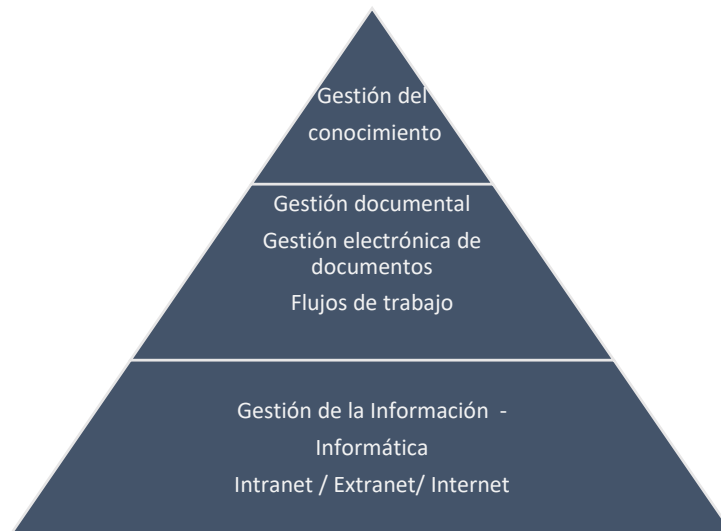 Gestión del
conocimiento
Gestión documental
Gestión electrónica de
documentos
Flujos de trabajo
Gestión de la Información -
Informática
Intranet / Extranet/ Internet